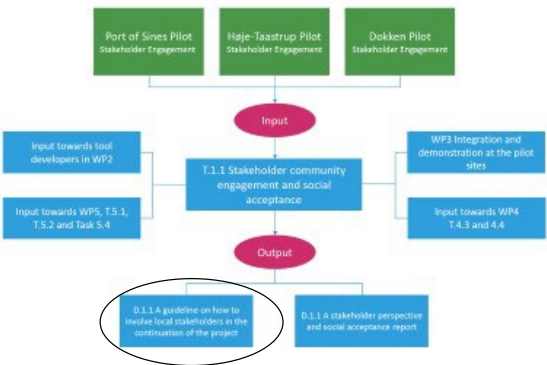 Port of Sines Pilot
Stakeholder Engagement
Høje-Taastrup Pilot
Stakeholder Engagement
Dokken Pilot
Stakeholder Engagement
Input
Input towards tool
developers in WP2
WP3 Integration and
demonstration at the pilot
sites
T.1.1 Stakeholder community
engagement and social
acceptance
Input towards WP5, T.5.1,
T.5.2 and Task 5.4
Input towards WP4
T.4.3 and 4.4
Output
D.1.1 A guideline on how to
involve local stakeholders in the
continuation of the project
D.1.1 A stakeholder perspective
and social acceptance report